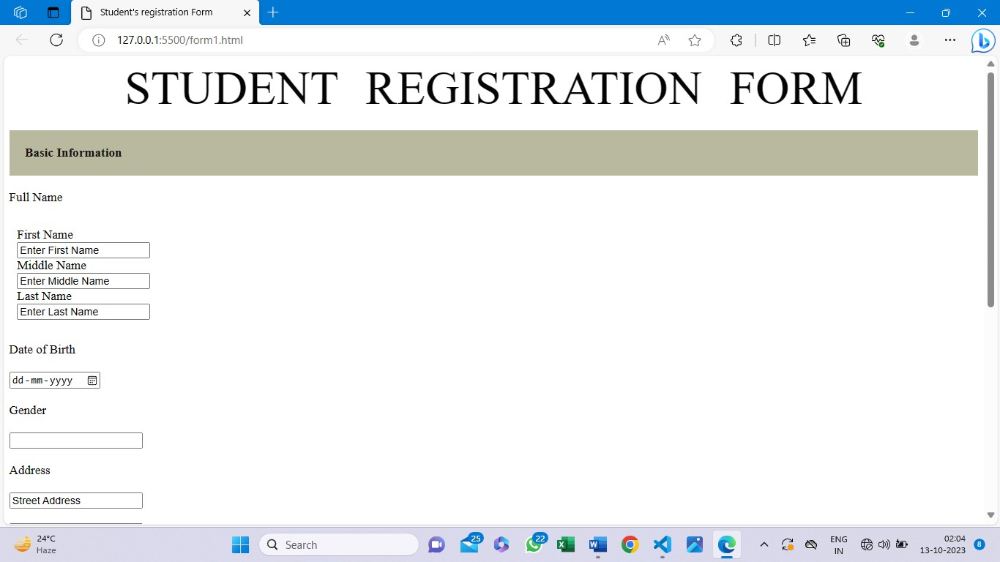 Student's registration Form
127.0.0.1:5500/form1.html
STUDENT REGISTRATION FORM
Basic Information
Full Name
First Name
Enter First Name
Middle Name
Enter Middle Name
Last Name
Enter Last Name
Date of Birth
dd-mm-yyyy
Gender
Address
Street Address
24°C
Haze
Search
25
22
ENG
IN
02:04
13-10-2023
8